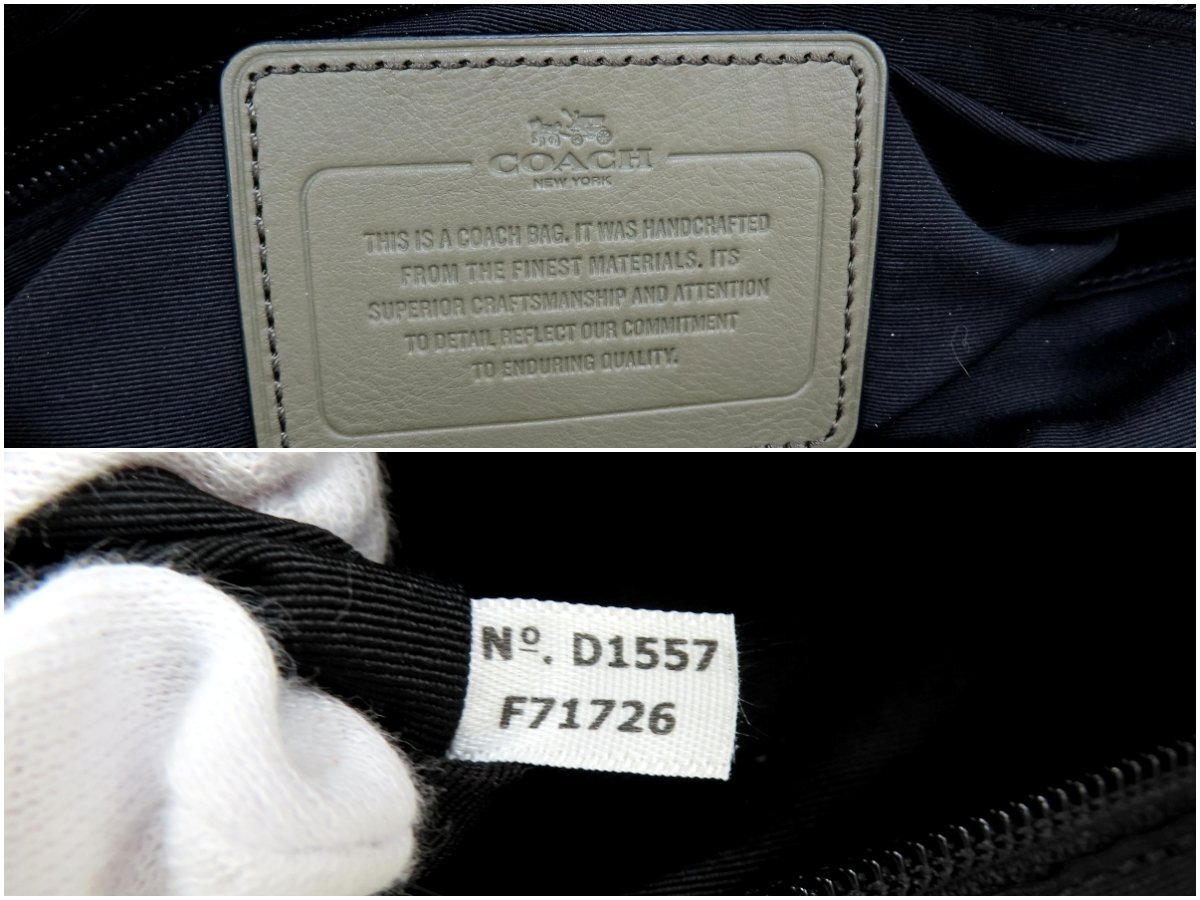 COACH
NEW YORK
THIS IS A COACH BAG. IT WAS HANDCRAFTED
FROM THE FINEST MATERIALS. ITS
SUPERIOR CRAFTSMANSHIP AND ATTENTION
TO DETAIL REFLECT OUR COMMITMENT
TO ENDURING QUALITY.
Nº. D1557
F71726